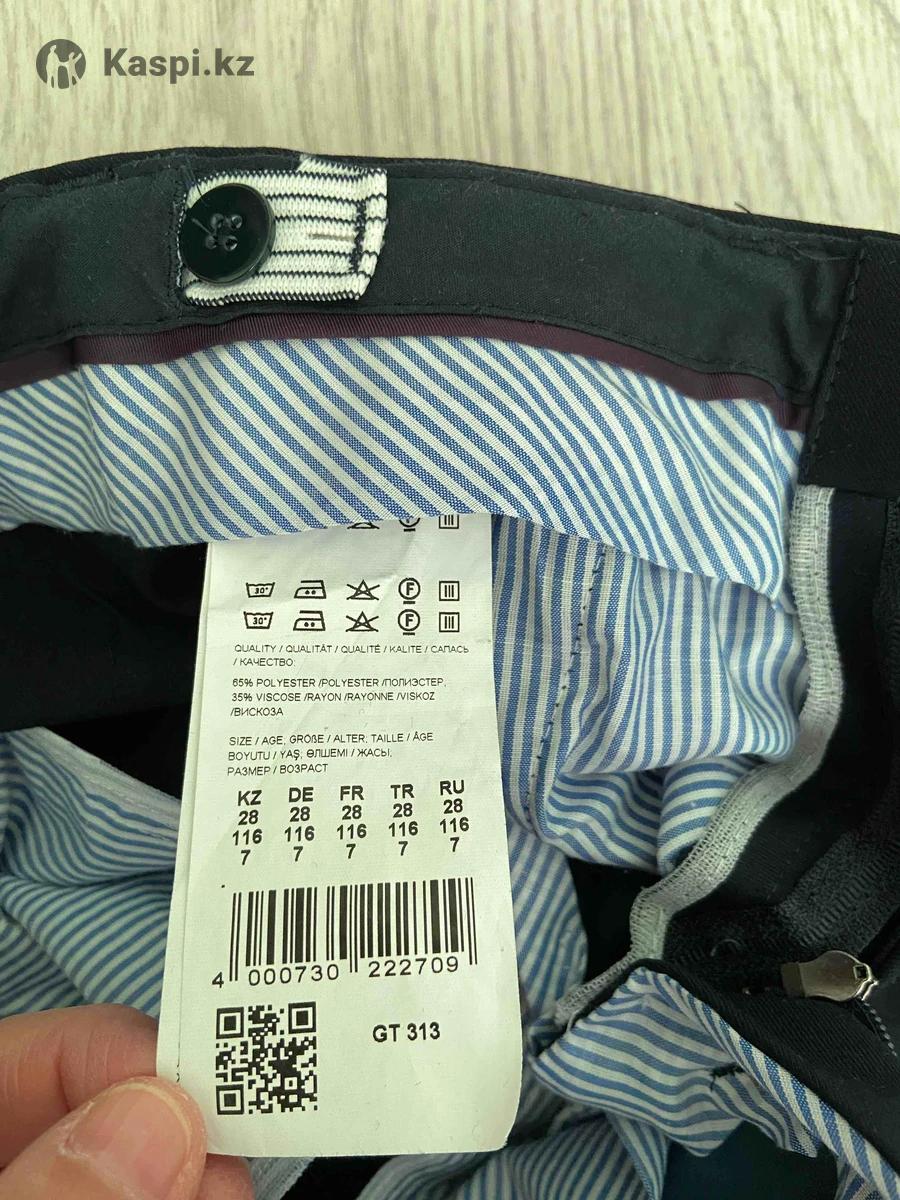 Kaspi.kz
30°
30°
QUALITY / QUALITÄT / QUALITÉ / KALITE / САПАСЬ
/ КАЧЕСТВО:
65% POLYESTER /POLYESTER /ПОЛИЭСТЕР,
35% VISCOSE /RAYON /RAYONNE /VISKOZ
/ВИСКОЗА
SIZE / AGE; GRÖßE / ALTER; TAILLE / ÂGE
BOYUTU / YAŞ; ӨЛШЕМІ / ЖАСЫ;
РАЗМЕР / ВОЗРАСТ
KZ DE FR TR RU
28 28 28 28 28
116 116 116 116 116
7 7 7 7 7
4 000730 222709
GT 313